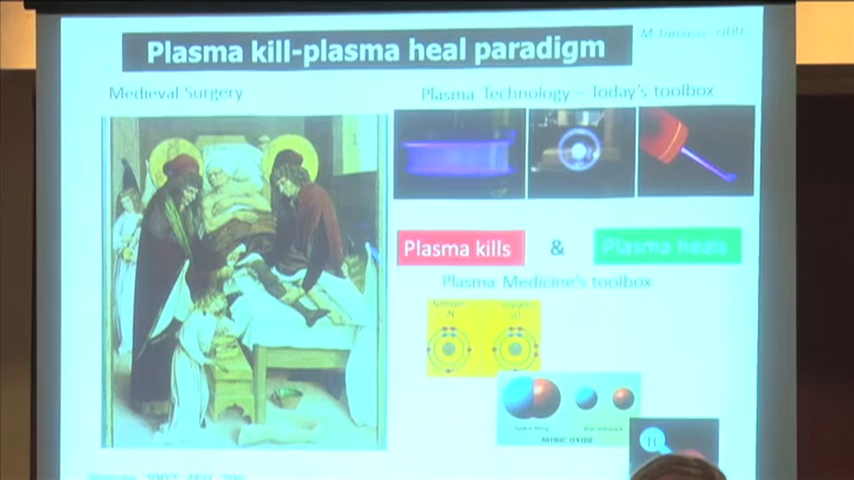 Plasma kill-plasma heal paradigm
Medieval Surgery
Plasma Technology – Today's toolbox
Plasma kills
&
Plasma heals
Plasma Medicine's toolbox
Nitrogen
N
NITRIC OXIDE